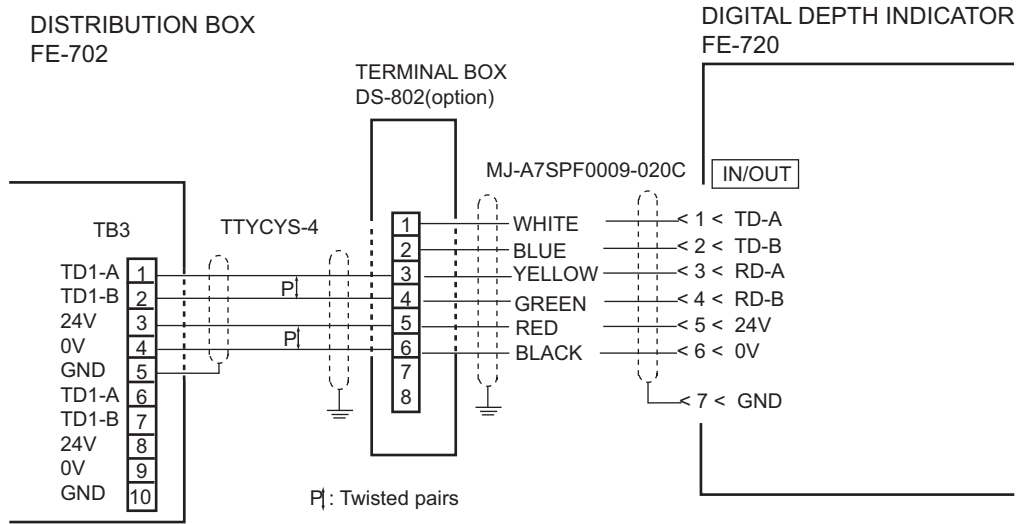 DISTRIBUTION BOX
FE-702
TERMINAL BOX
DS-802(option)
DIGITAL DEPTH INDICATOR
FE-720
MJ-A7SPF0009-020C
IN/OUT
TB3
TTYCYS-4
TD1-A 1
TD1-B 2
24V 3
0V 4
GND 5
TD1-A 6
TD1-B 7
24V 8
0V 9
GND 10
P
P
1 WHITE < 1 < TD-A
2 BLUE < 2 < TD-B
3 YELLOW < 3 < RD-A
4 GREEN < 4 < RD-B
5 RED < 5 < 24V
6 BLACK < 6 < 0V
7
8
< 7 < GND
P : Twisted pairs